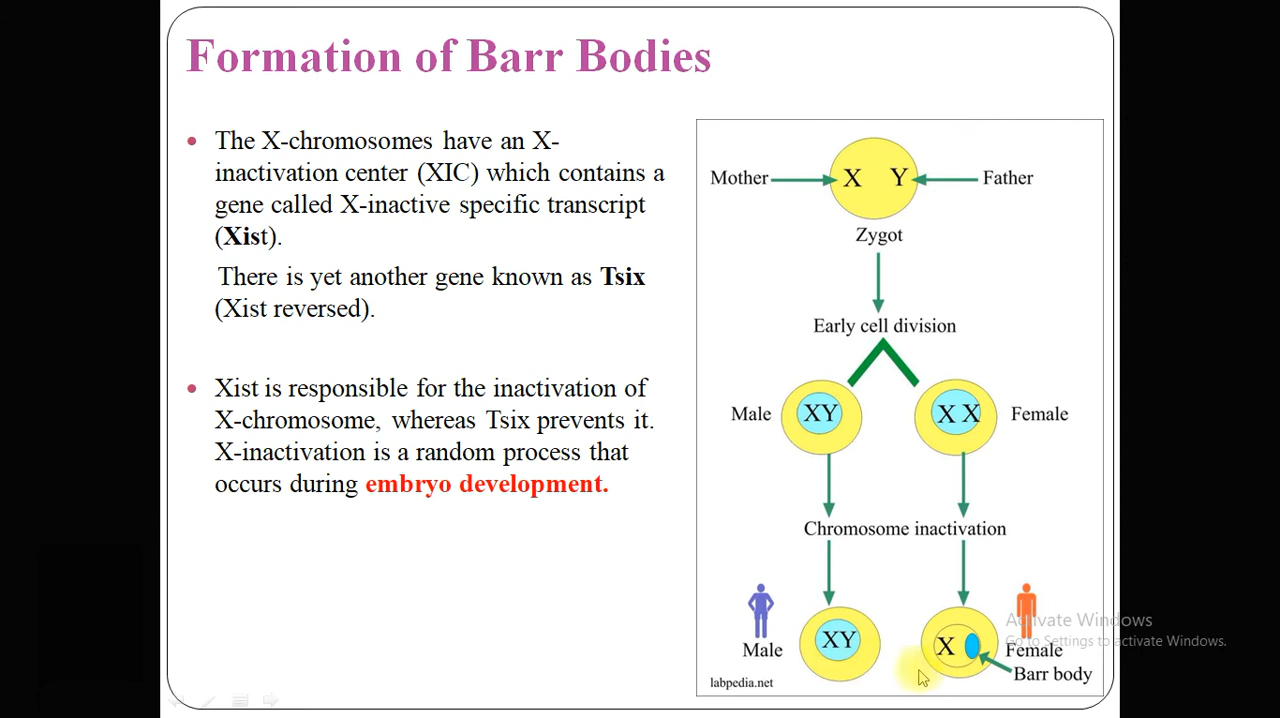 Formation of Barr Bodies
The X-chromosomes have an X-
inactivation center (XIC) which contains a
gene called X-inactive specific transcript
(Xist).
There is yet another gene known as Tsix
(Xist reversed).
Xist is responsible for the inactivation of
X-chromosome, whereas Tsix prevents it.
X-inactivation is a random process that
occurs during embryo development.
Mother X Y Father
Zygot
Early cell division
Male XY X X Female
Chromosome inactivation
Male XY X Female
Barr body
labpedia.net
Activate Windows
Go to Settings to activate Windows.